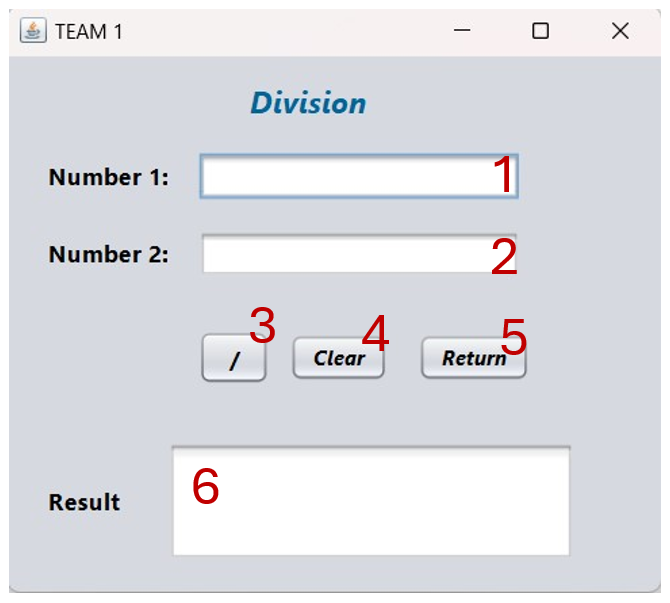 TEAM 1
Division
Number 1: 1
Number 2: 2
3 4 5
/ Clear Return
6
Result